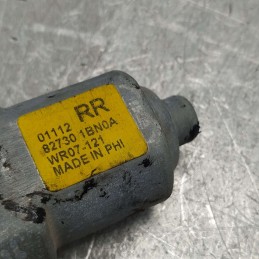 RR
01112
82730 1BN0A
WR07-121
MADE IN PHI